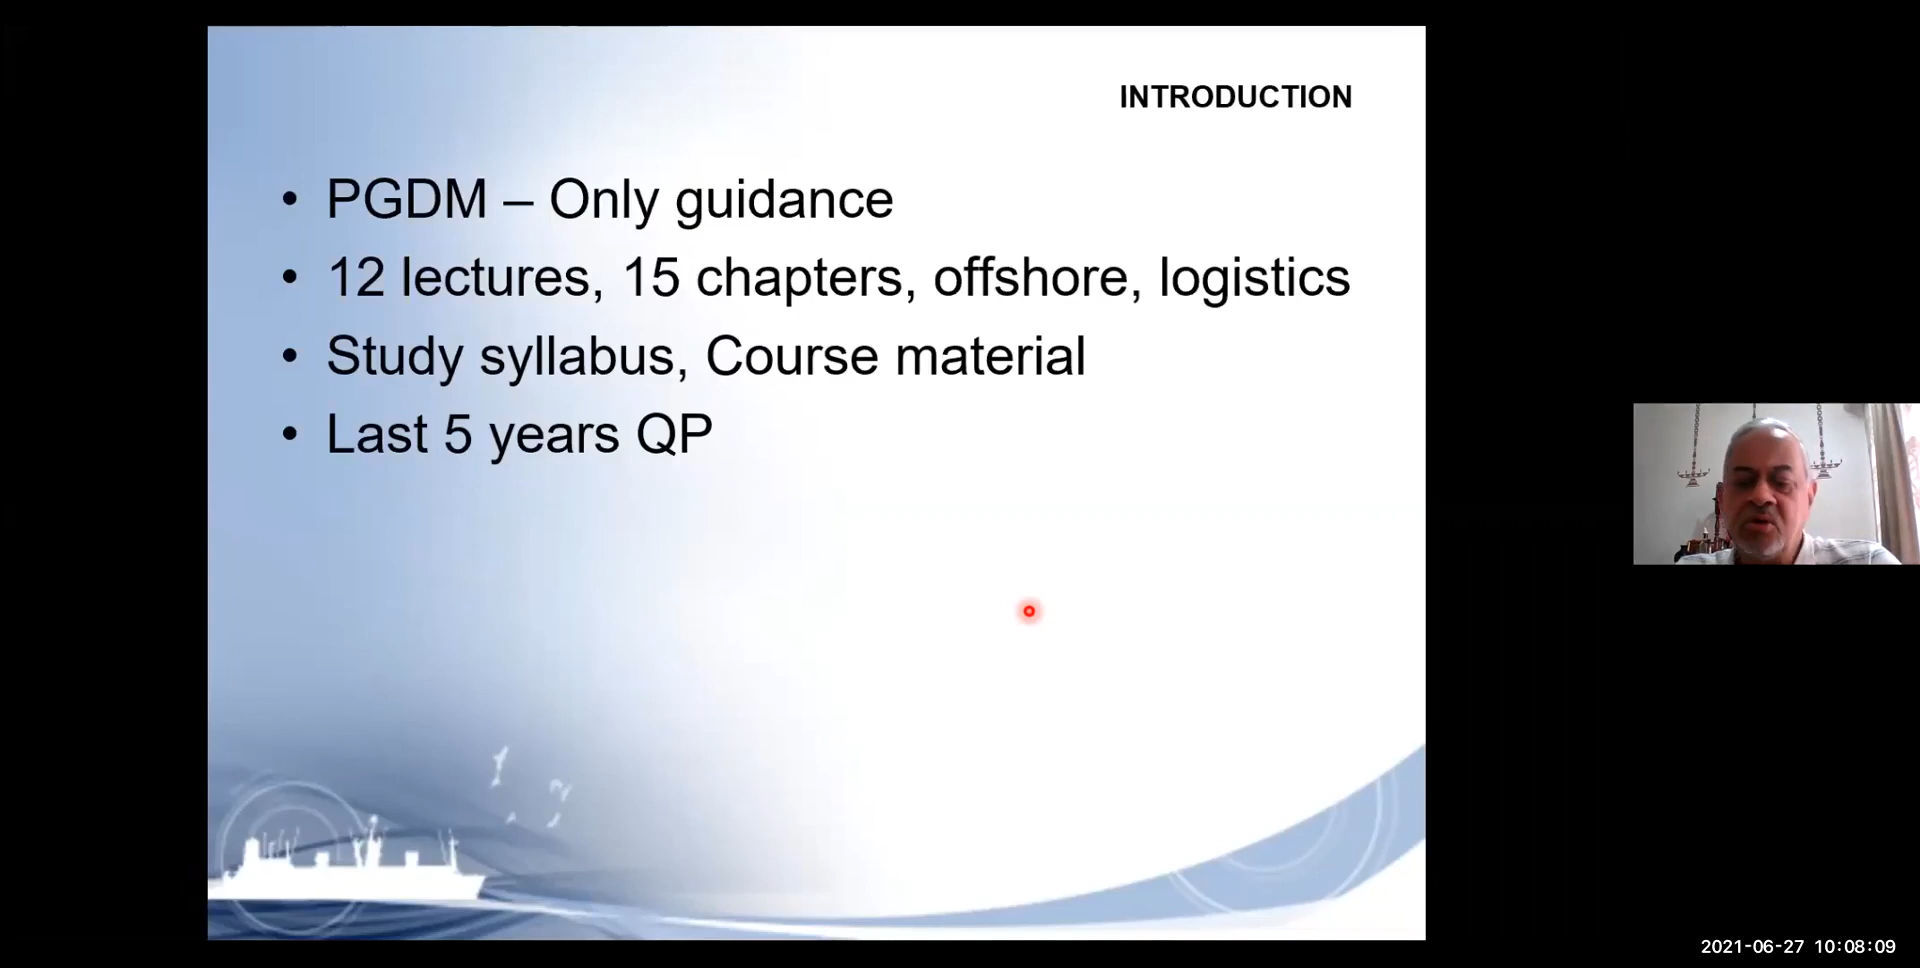 INTRODUCTION
• PGDM – Only guidance
• 12 lectures, 15 chapters, offshore, logistics
• Study syllabus, Course material
• Last 5 years QP
2021-06-27 10:08:09